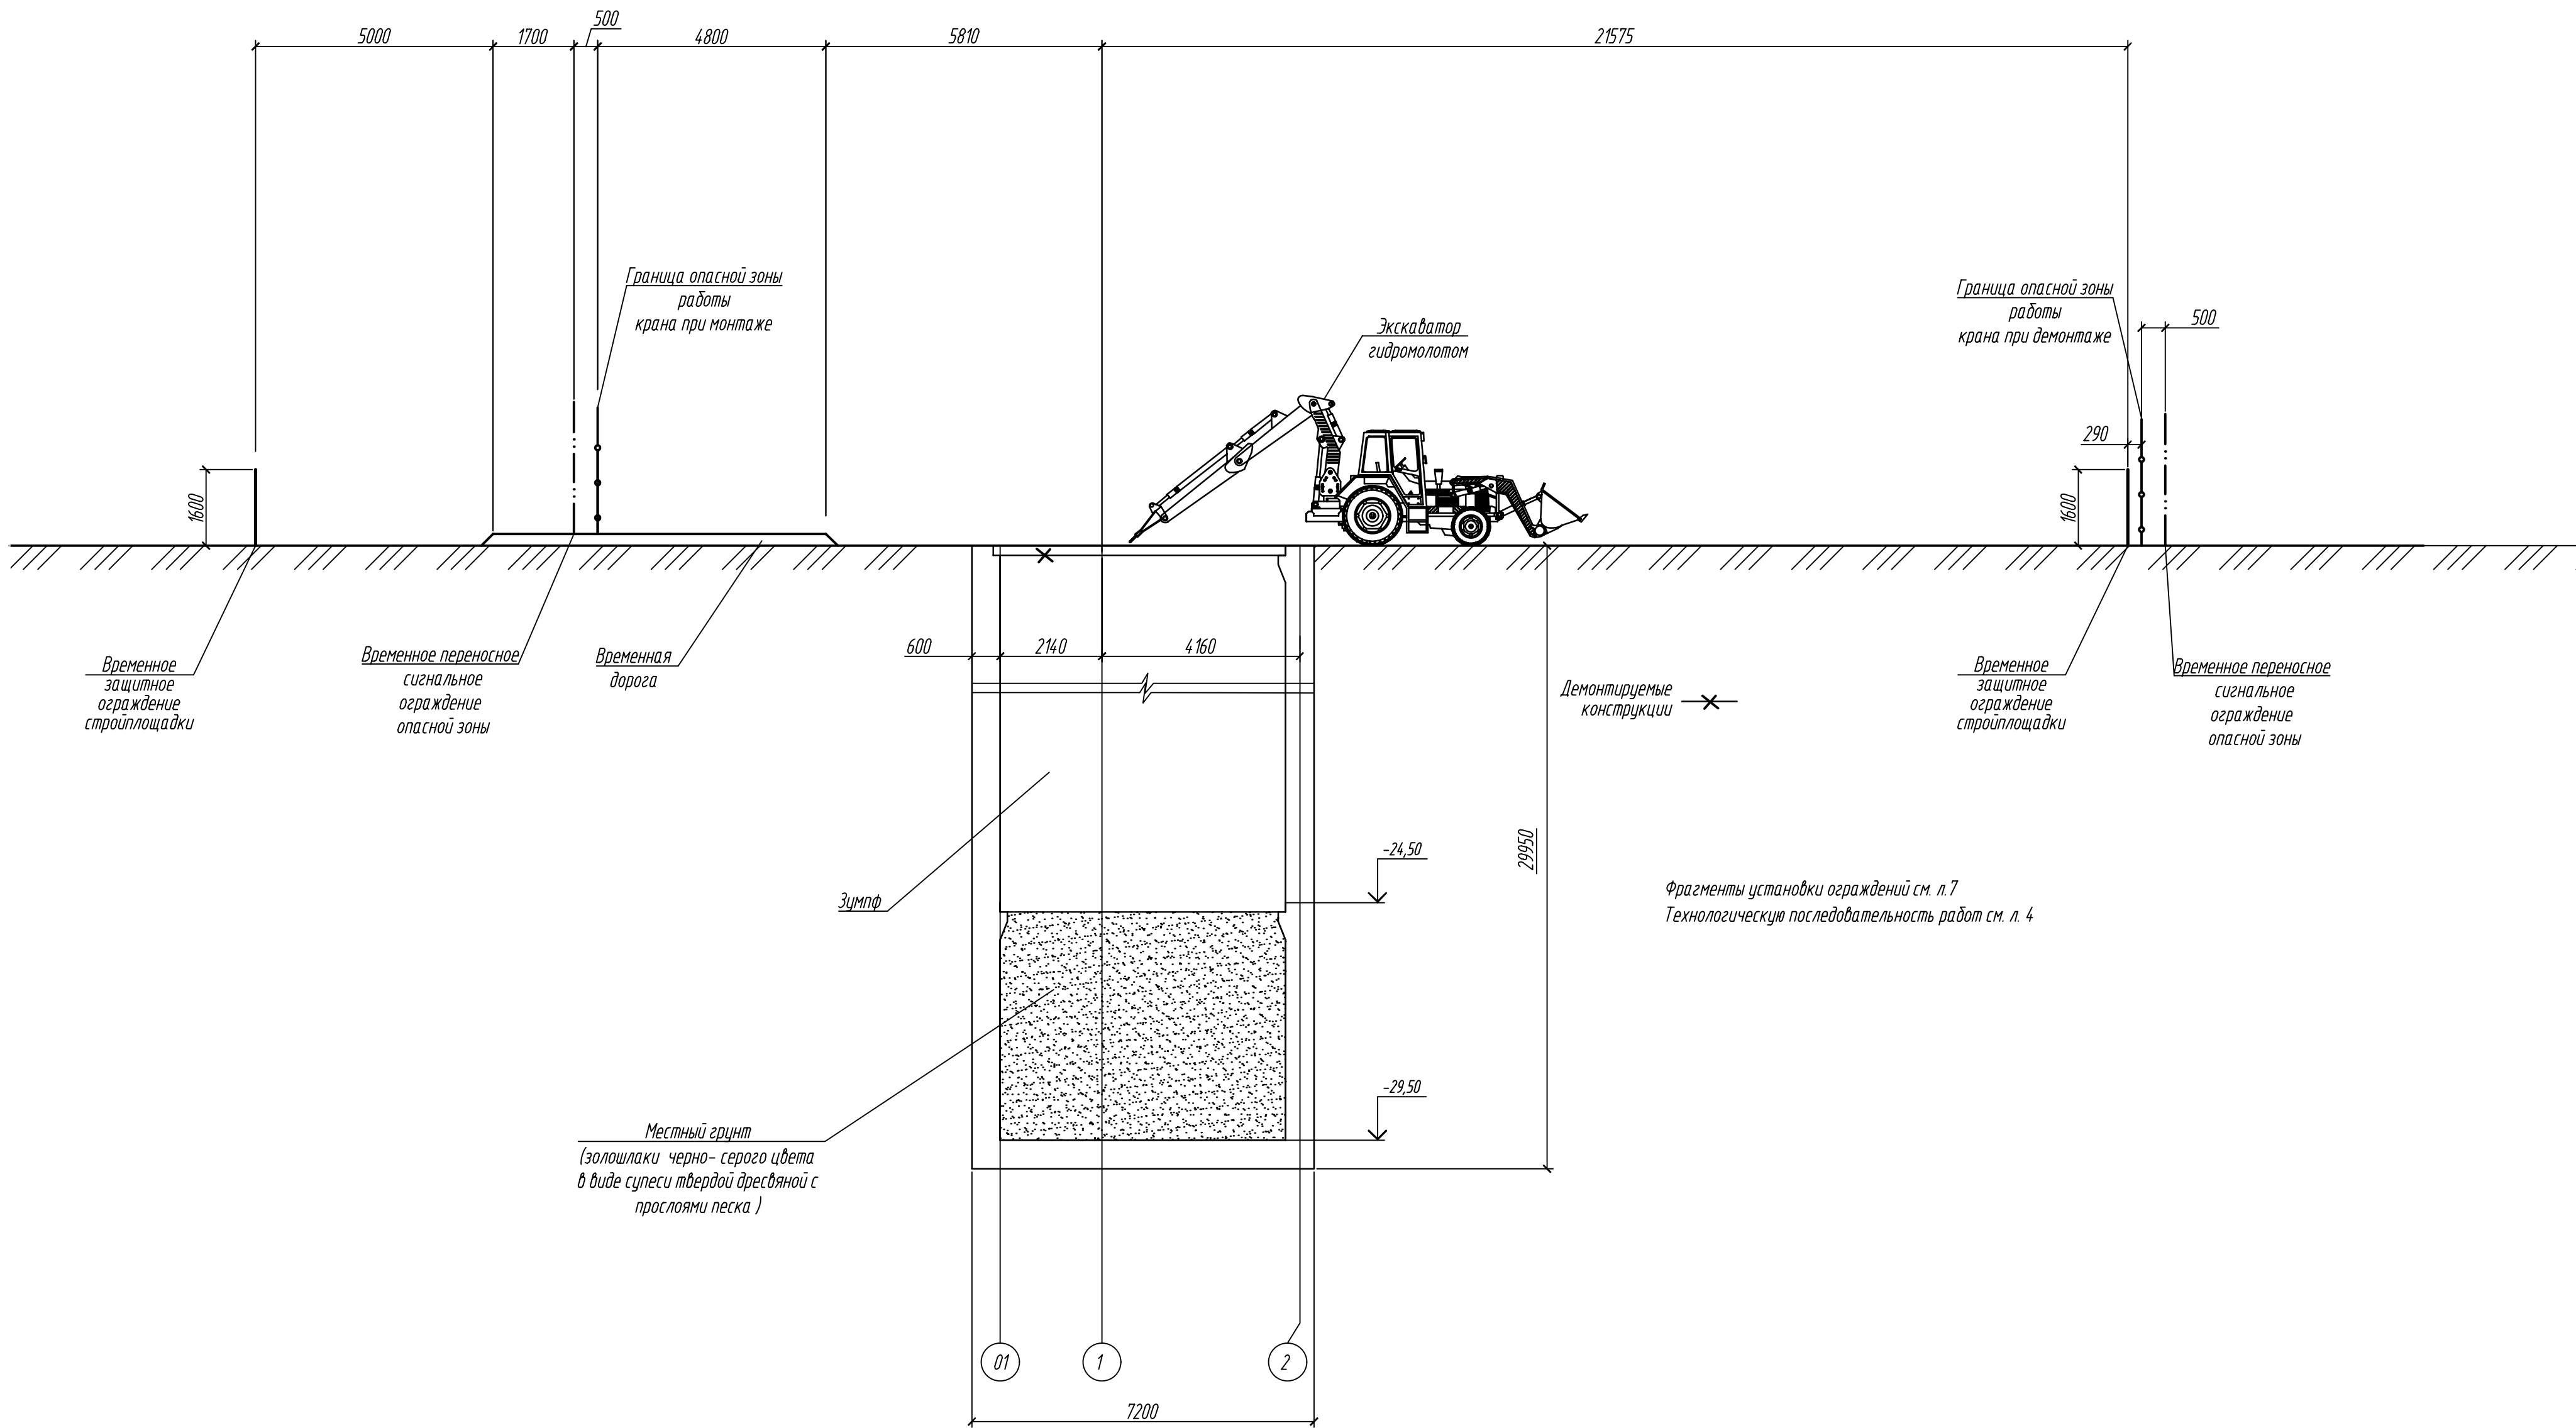 500
5000
1700
4800
5810
21575
Граница опасной зоны
работы
крана при монтаже
Экскаватор
гидромолотом
Граница опасной зоны
работы
крана при демонтаже
500
290
1600
1600
Временное
защитное
ограждение
стройплощадки
Временное переносное
сигнальное
ограждение
опасной зоны
Временная
дорога
600
2140
4160
Демонтируемые
конструкции
Временное
защитное
ограждение
стройплощадки
Временное переносное
сигнальное
ограждение
опасной зоны
29950
-24,50
Зумпф
Фрагменты установки ограждений см. л.7
Технологическую последовательность работ см. л. 4
-29,50
Местный грунт
(золошлаки черно- серого цвета
в виде супеси твердой дресвяной с
прослоями песка )
01
1
2
7200